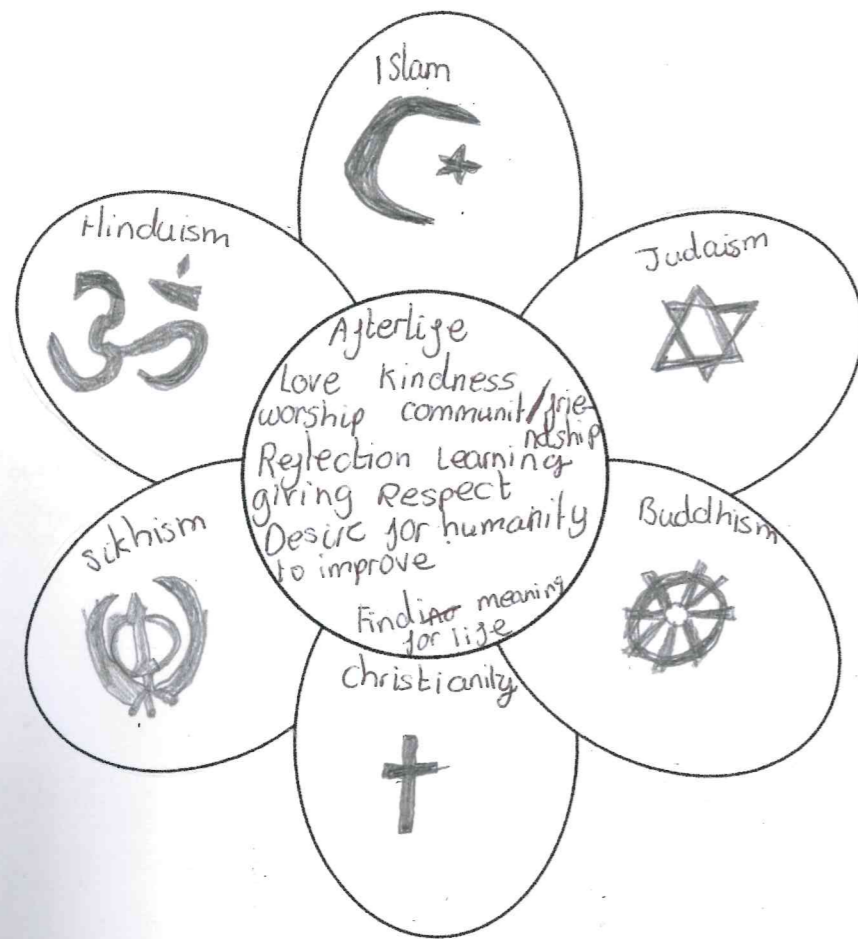 Islam
Hinduism
Judaism
Afterlife
Love Kindness
worship communit/frie-
ndship
Reflection Learning
giving Respect
Desire for humanity
to improve
Finding meaning
for life
Sikhism
Buddhism
Christianity
ॐ